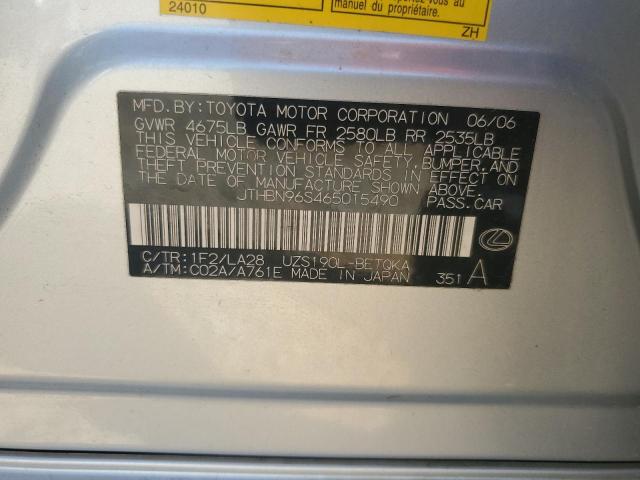 24010
manuel du propriétaire.
ZH
MFD. BY: TOYOTA MOTOR CORPORATION 06/06
GVWR 4675LB GAWR FR 2580LB RR 2535LB
THIS VEHICLE CONFORMS TO ALL APPLICABLE
FEDERAL MOTOR VEHICLE SAFETY, BUMPER, AND
THEFT PREVENTION STANDARDS IN EFFECT ON
THE DATE OF MANUFACTURE SHOWN ABOVE.
JTHBN96S465015490 PASS.CAR
C/TR: 1F2/LA28 UZS190L-BETQKA
A/TM: C02A/A761E MADE IN JAPAN 351 A